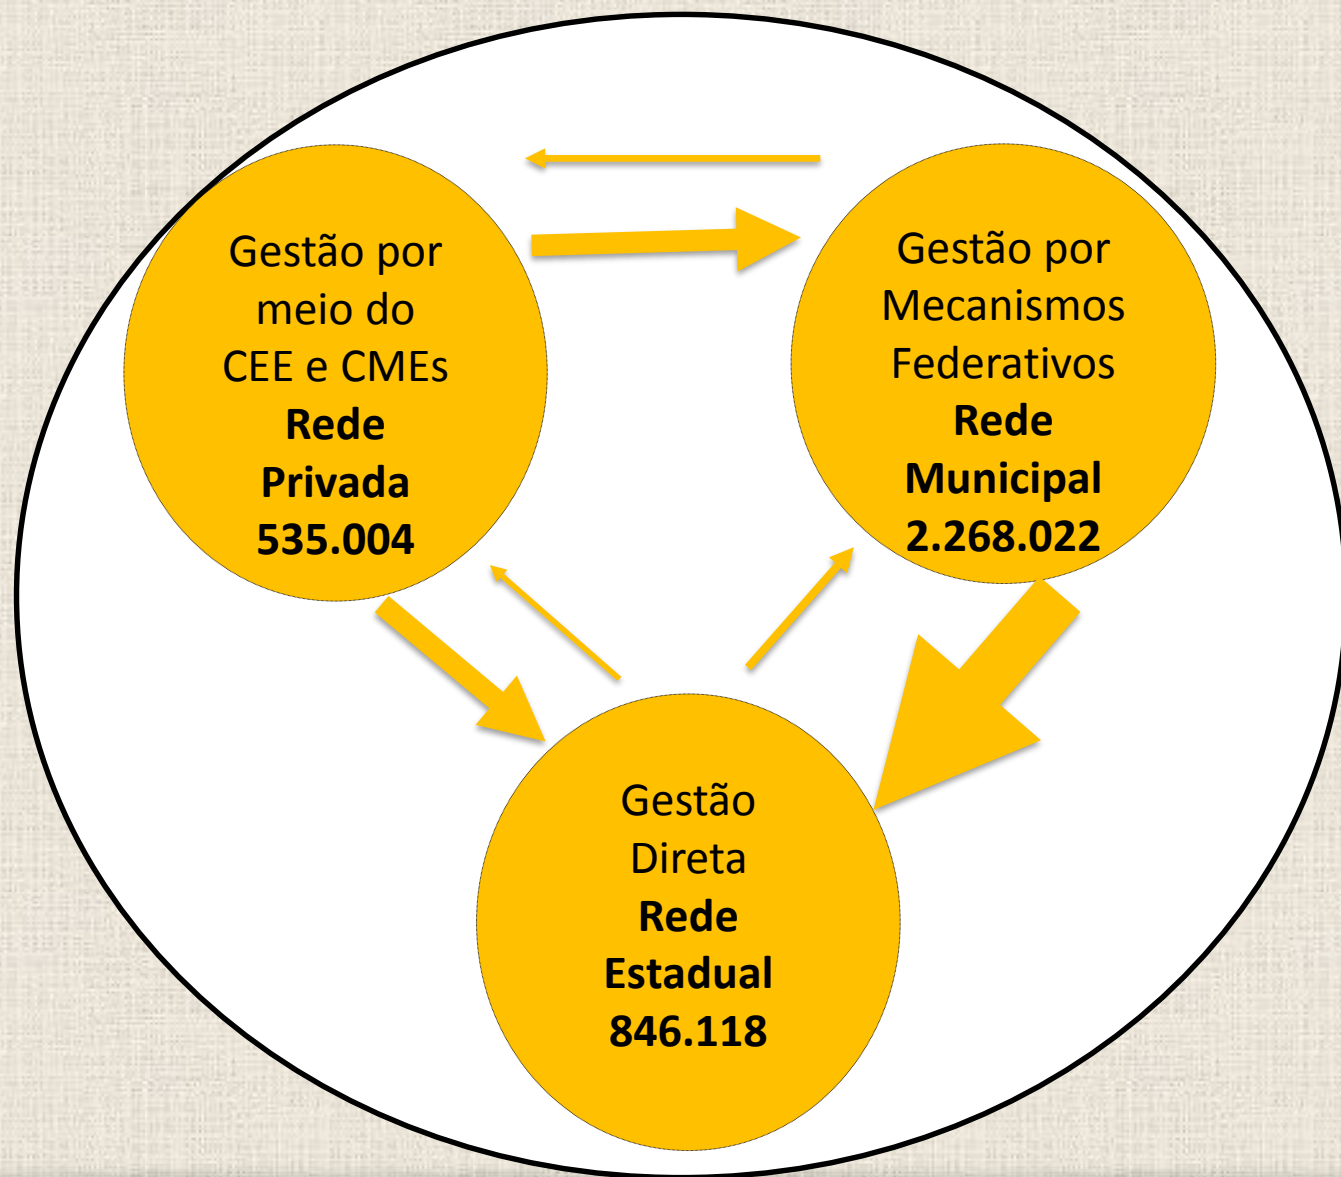 Gestão por
meio do
CEE e CMEs
Rede
Privada
535.004
Gestão por
Mecanismos
Federativos
Rede
Municipal
2.268.022
Gestão
Direta
Rede
Estadual
846.118